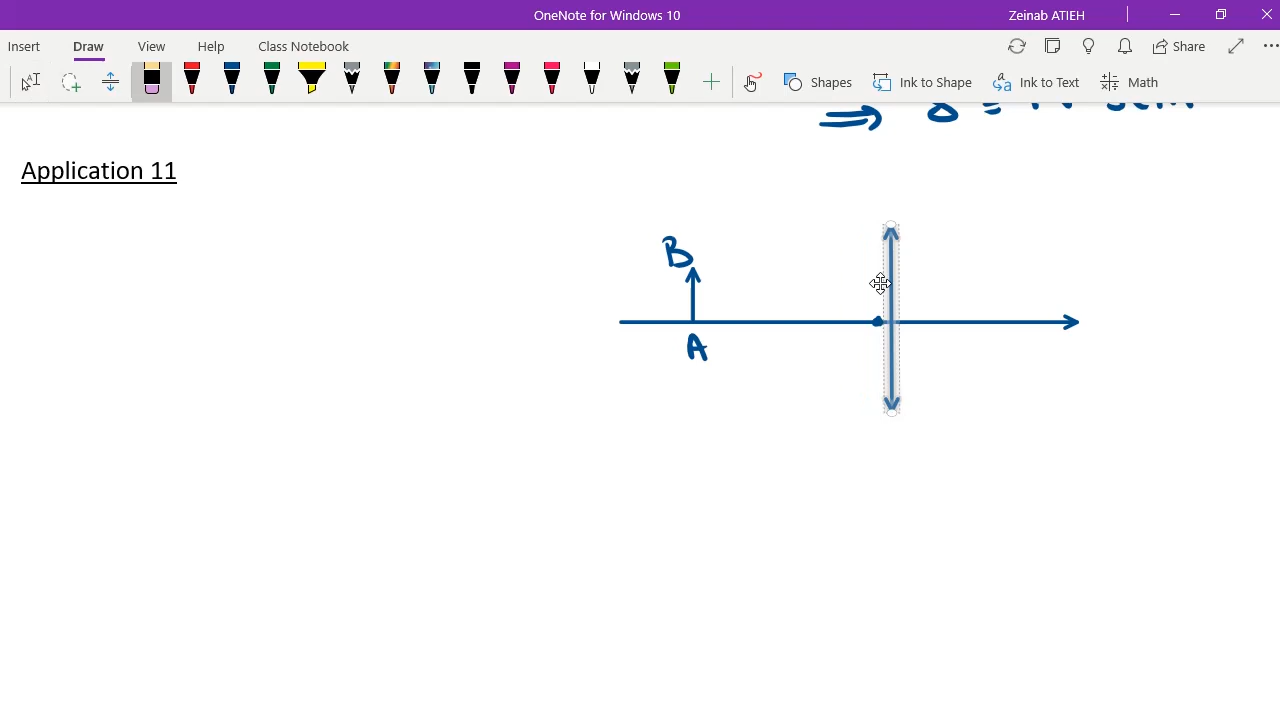 OneNote for Windows 10
Zeinab ATIEH
Insert Draw View Help Class Notebook
Share
Shapes Ink to Shape Ink to Text Math
Application 11
B
A